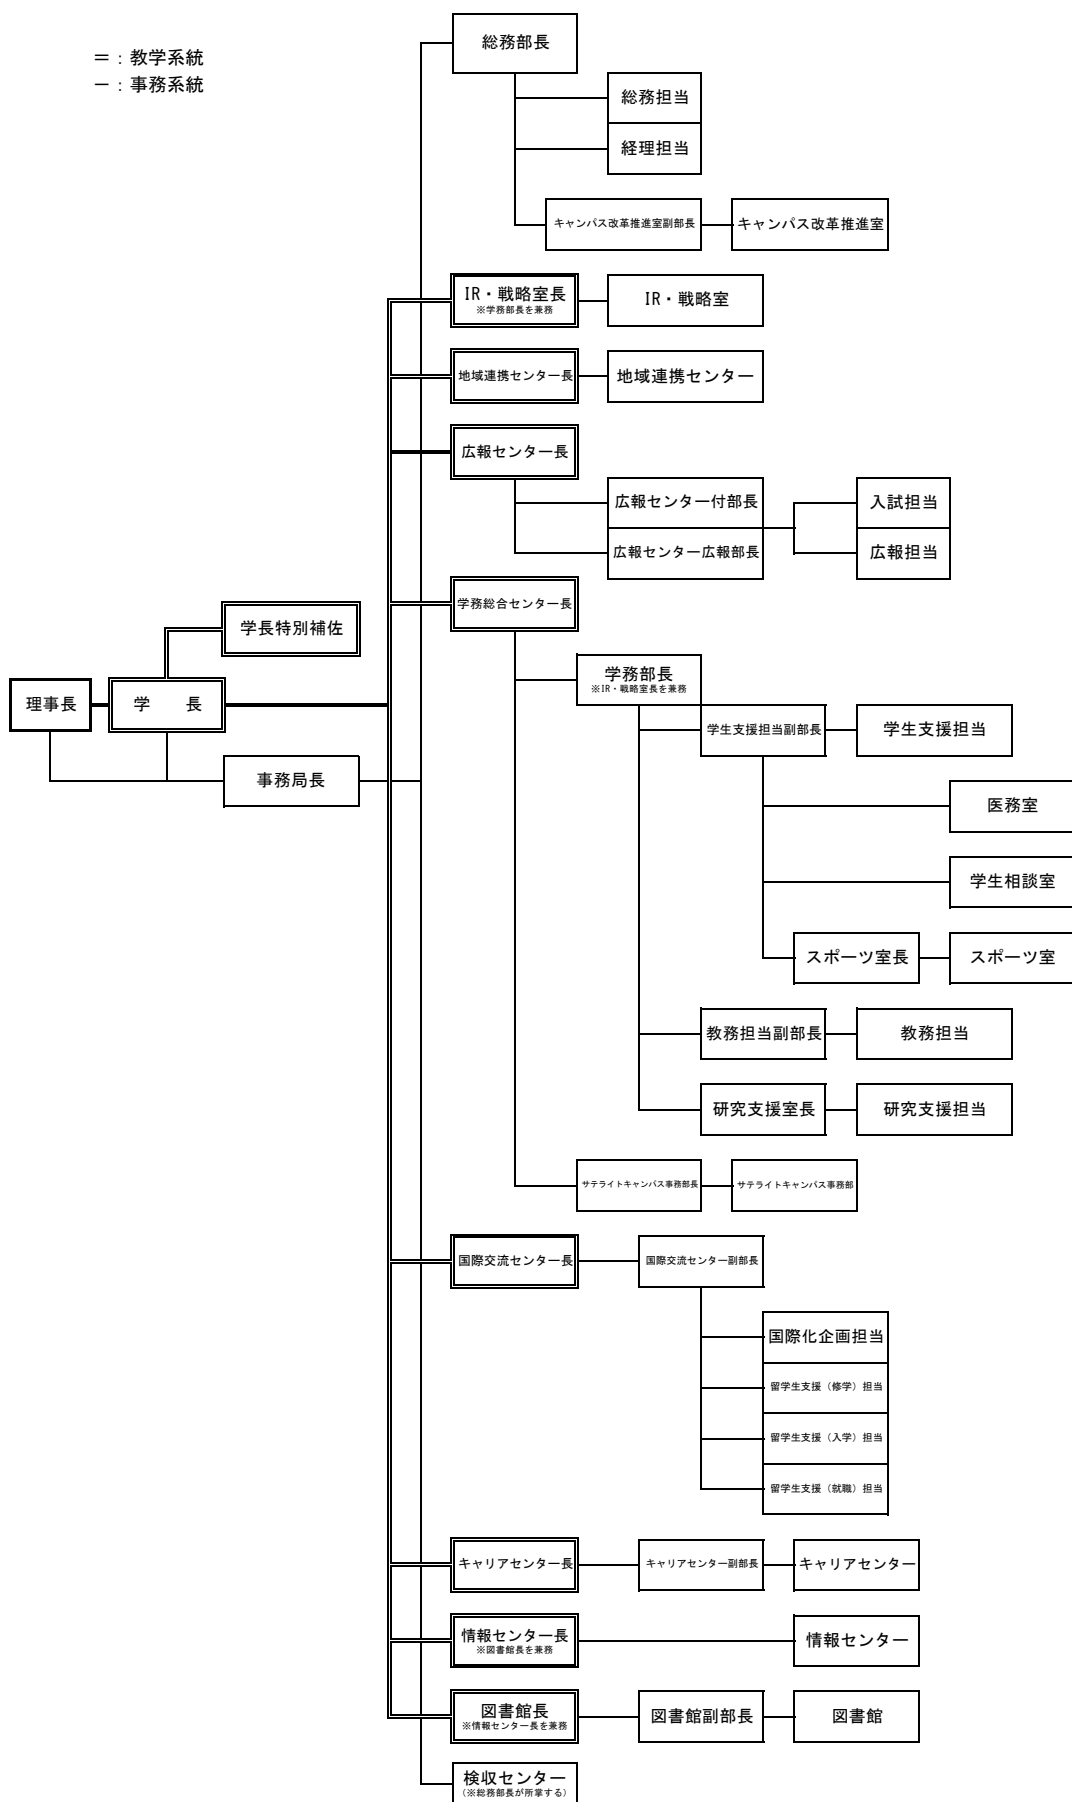 ＝：教学系統
－：事務系統
総務部長
総務担当
経理担当
キャンパス改革推進室副部長
キャンパス改革推進室
IR・戦略室長
※学務部長を兼務
IR・戦略室
地域連携センター長
地域連携センター
広報センター長
広報センター付部長
入試担当
広報センター広報部長
広報担当
学務総合センター長
学長特別補佐
学務部長
※IR・戦略室長を兼務
理事長
学　　長
学生支援担当副部長
学生支援担当
事務局長
医務室
学生相談室
スポーツ室長
スポーツ室
教務担当副部長
教務担当
研究支援室長
研究支援担当
サテライトキャンパス事務部長
サテライトキャンパス事務部
国際交流センター長
国際交流センター副部長
国際化企画担当
留学生支援（修学）担当
留学生支援（入学）担当
留学生支援（就職）担当
キャリアセンター長
キャリアセンター副部長
キャリアセンター
情報センター長
※図書館長を兼務
情報センター
図書館長
※情報センター長を兼務
図書館副部長
図書館
検収センター
（※総務部長が所掌する）